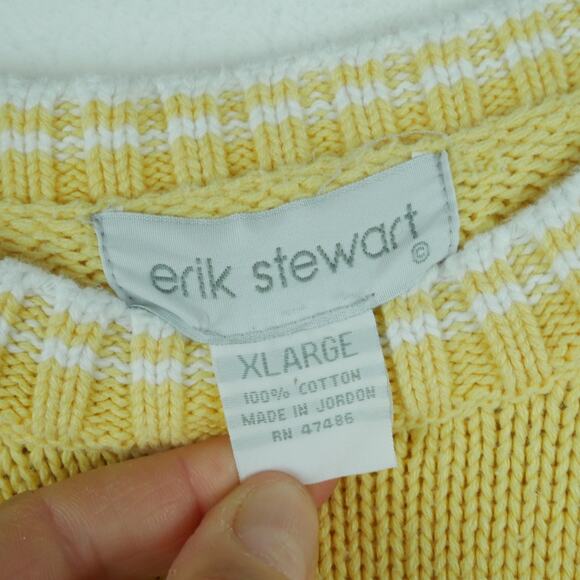 erik stewart ©
XLARGE
100% COTTON
MADE IN JORDON
RN 47486